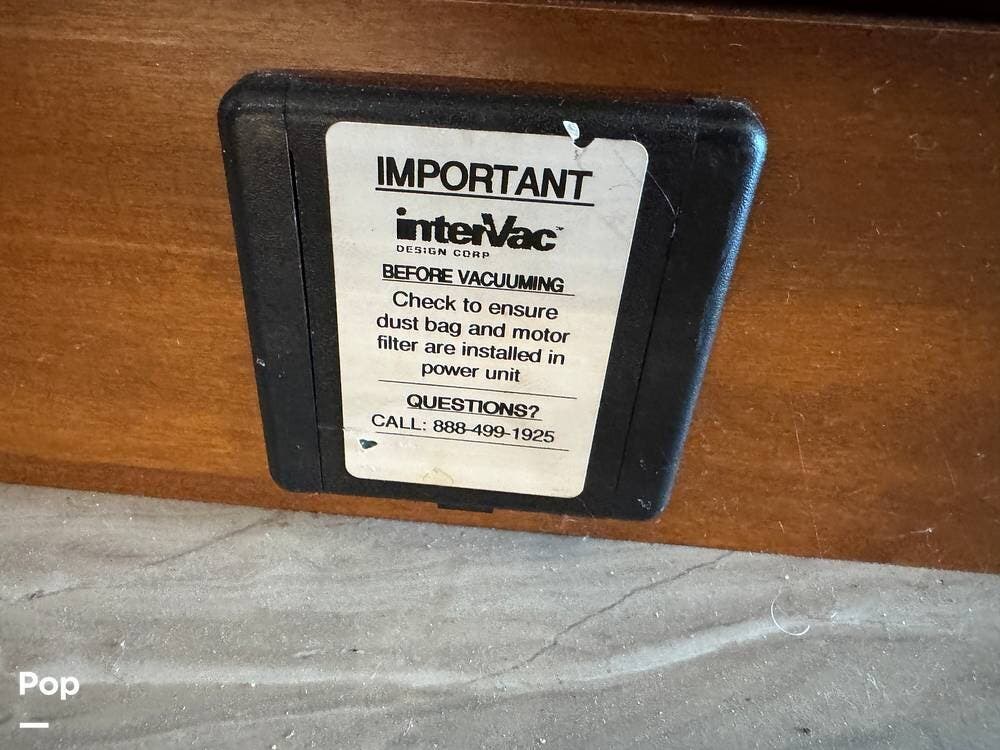 IMPORTANT
interVac™
DESIGN CORP
BEFORE VACUUMING
Check to ensure
dust bag and motor
filter are installed in
power unit
QUESTIONS?
CALL: 888-499-1925
Pop